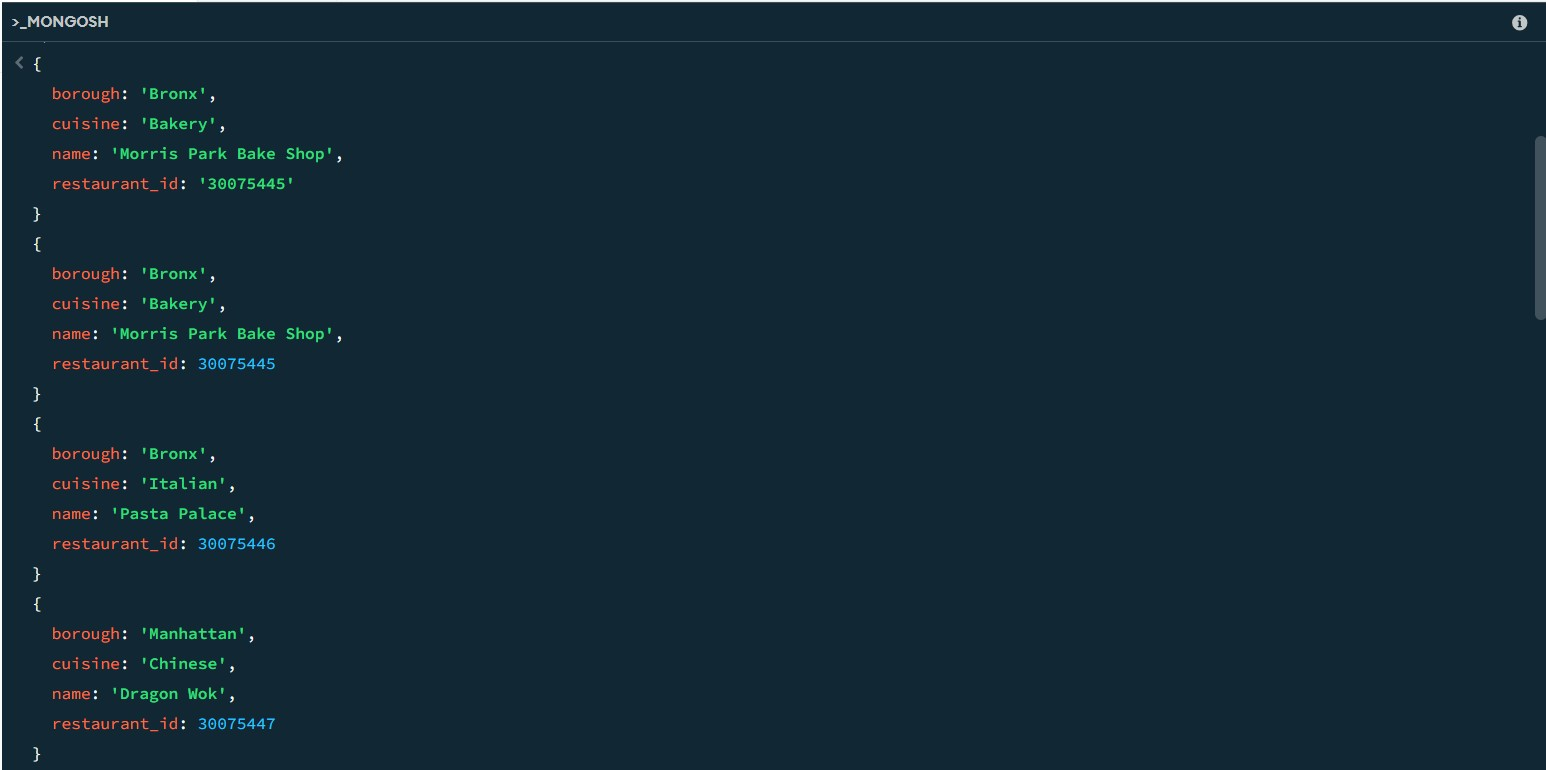 >_MONGOSH
{
borough: 'Bronx',
cuisine: 'Bakery',
name: 'Morris Park Bake Shop',
restaurant_id: '30075445'
}
{
borough: 'Bronx',
cuisine: 'Bakery',
name: 'Morris Park Bake Shop',
restaurant_id: 30075445
}
{
borough: 'Bronx',
cuisine: 'Italian',
name: 'Pasta Palace',
restaurant_id: 30075446
}
{
borough: 'Manhattan',
cuisine: 'Chinese',
name: 'Dragon Wok',
restaurant_id: 30075447
}